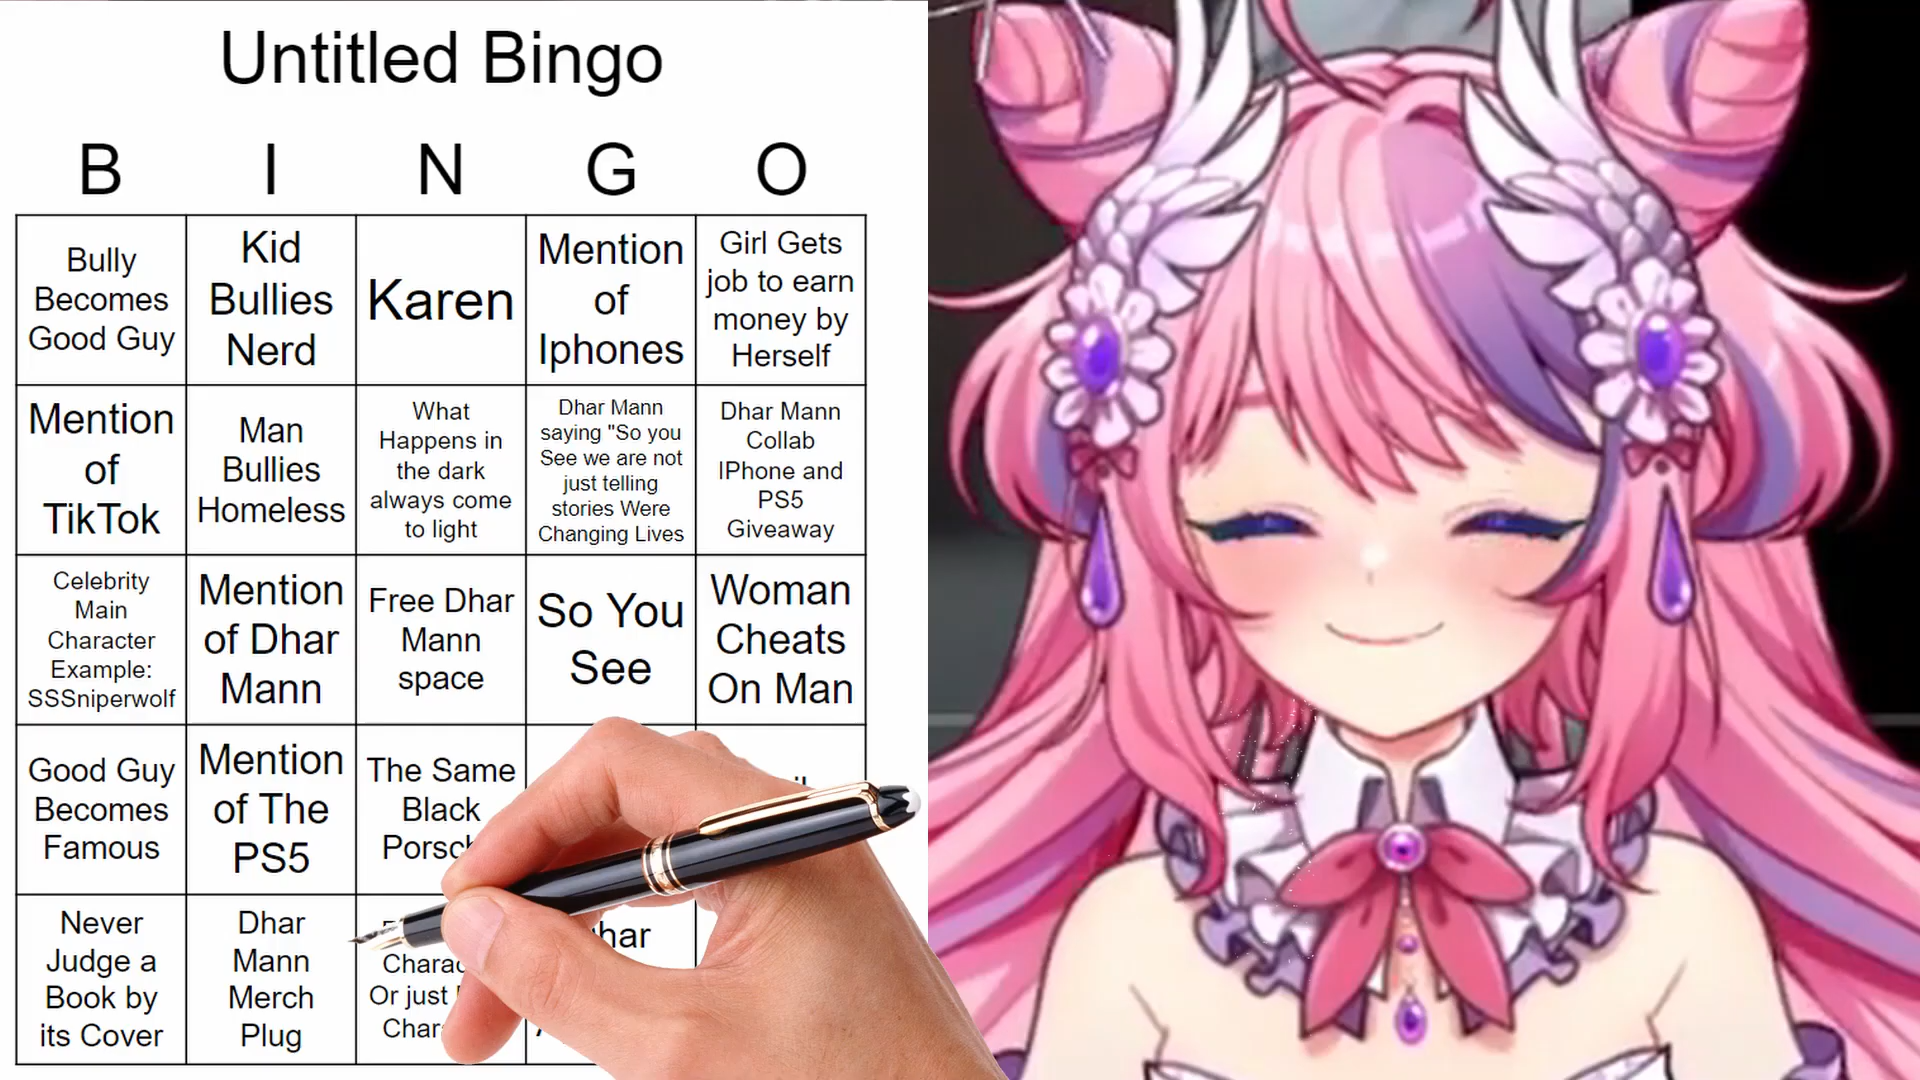 Untitled Bingo
B I N G O
Bully
Becomes
Good Guy
Kid
Bullies
Nerd
Karen
Mention
of
Iphones
Girl Gets
job to earn
money by
Herself
Mention
of
TikTok
Man
Bullies
Homeless
What
Happens in
the dark
always come
to light
Dhar Mann
saying "So you
See we are not
just telling
stories Were
Changing Lives
Dhar Mann
Collab
IPhone and
PS5
Giveaway
Celebrity
Main
Character
Example:
SSSniperwolf
Mention
of Dhar
Mann
Free Dhar
Mann
space
So You
See
Woman
Cheats
On Man
Good Guy
Becomes
Famous
Mention
of The
PS5
The Same
Black
Never
Judge a
Book by
its Cover
Dhar
Mann
Merch
Plug
Or just